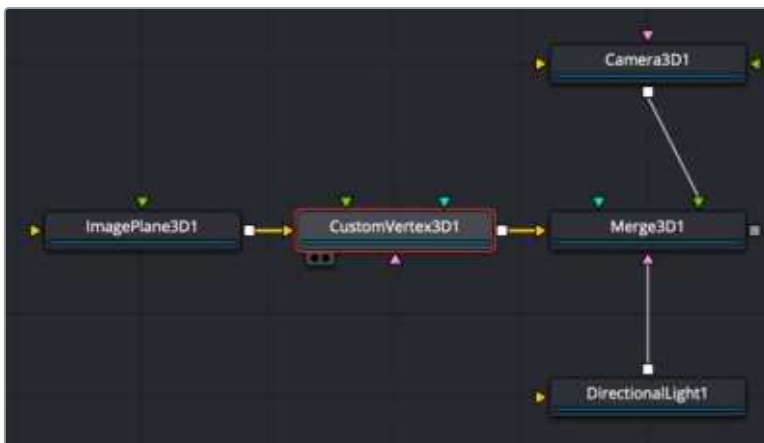 Camera3D1
ImagePlane3D1
CustomVertex3D1
Merge3D1
DirectionalLight1